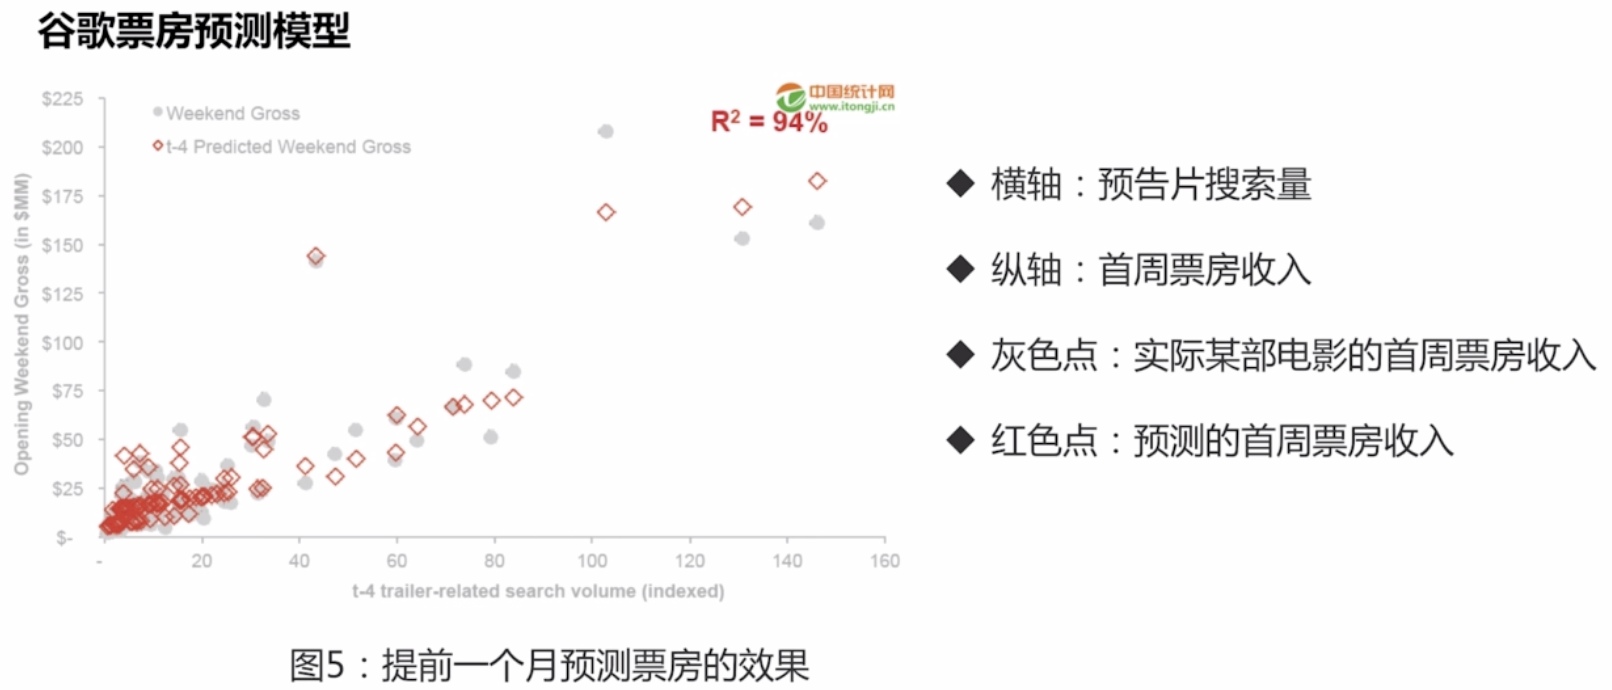 谷歌票房预测模型
中国统计网
www.itongji.cn
R² = 94%
Weekend Gross
t-4 Predicted Weekend Gross
Opening Weekend Gross (in $MM)
$225
$200
$175
$150
$125
$100
$75
$50
$25
$-
- 20 40 60 80 100 120 140 160
t-4 trailer-related search volume (indexed)
图5：提前一个月预测票房的效果
◆ 横轴：预告片搜索量
◆ 纵轴：首周票房收入
◆ 灰色点：实际某部电影的首周票房收入
◆ 红色点：预测的首周票房收入